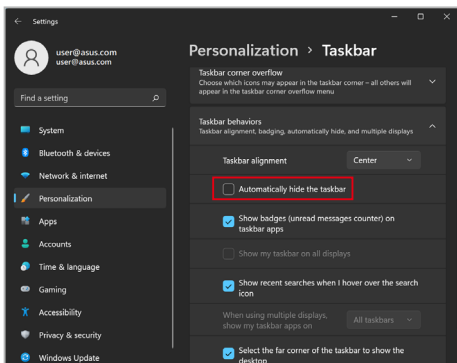 Settings
user@asus.com
user@asus.com
Find a setting
System
Bluetooth & devices
Network & internet
Personalization
Apps
Accounts
Time & language
Gaming
Accessibility
Privacy & security
Windows Update
Personalization > Taskbar
Taskbar corner overflow
Choose which icons may appear in the taskbar corner – all others will
appear in the taskbar corner overflow menu
Taskbar behaviors
Taskbar alignment, badging, automatically hide, and multiple displays
Taskbar alignment
Center
Automatically hide the taskbar
Show badges (unread messages counter) on
taskbar apps
Show my taskbar on all displays
Show recent searches when I hover over the search
icon
When using multiple displays,
show my taskbar apps on
All taskbars
Select the far corner of the taskbar to show the
desktop